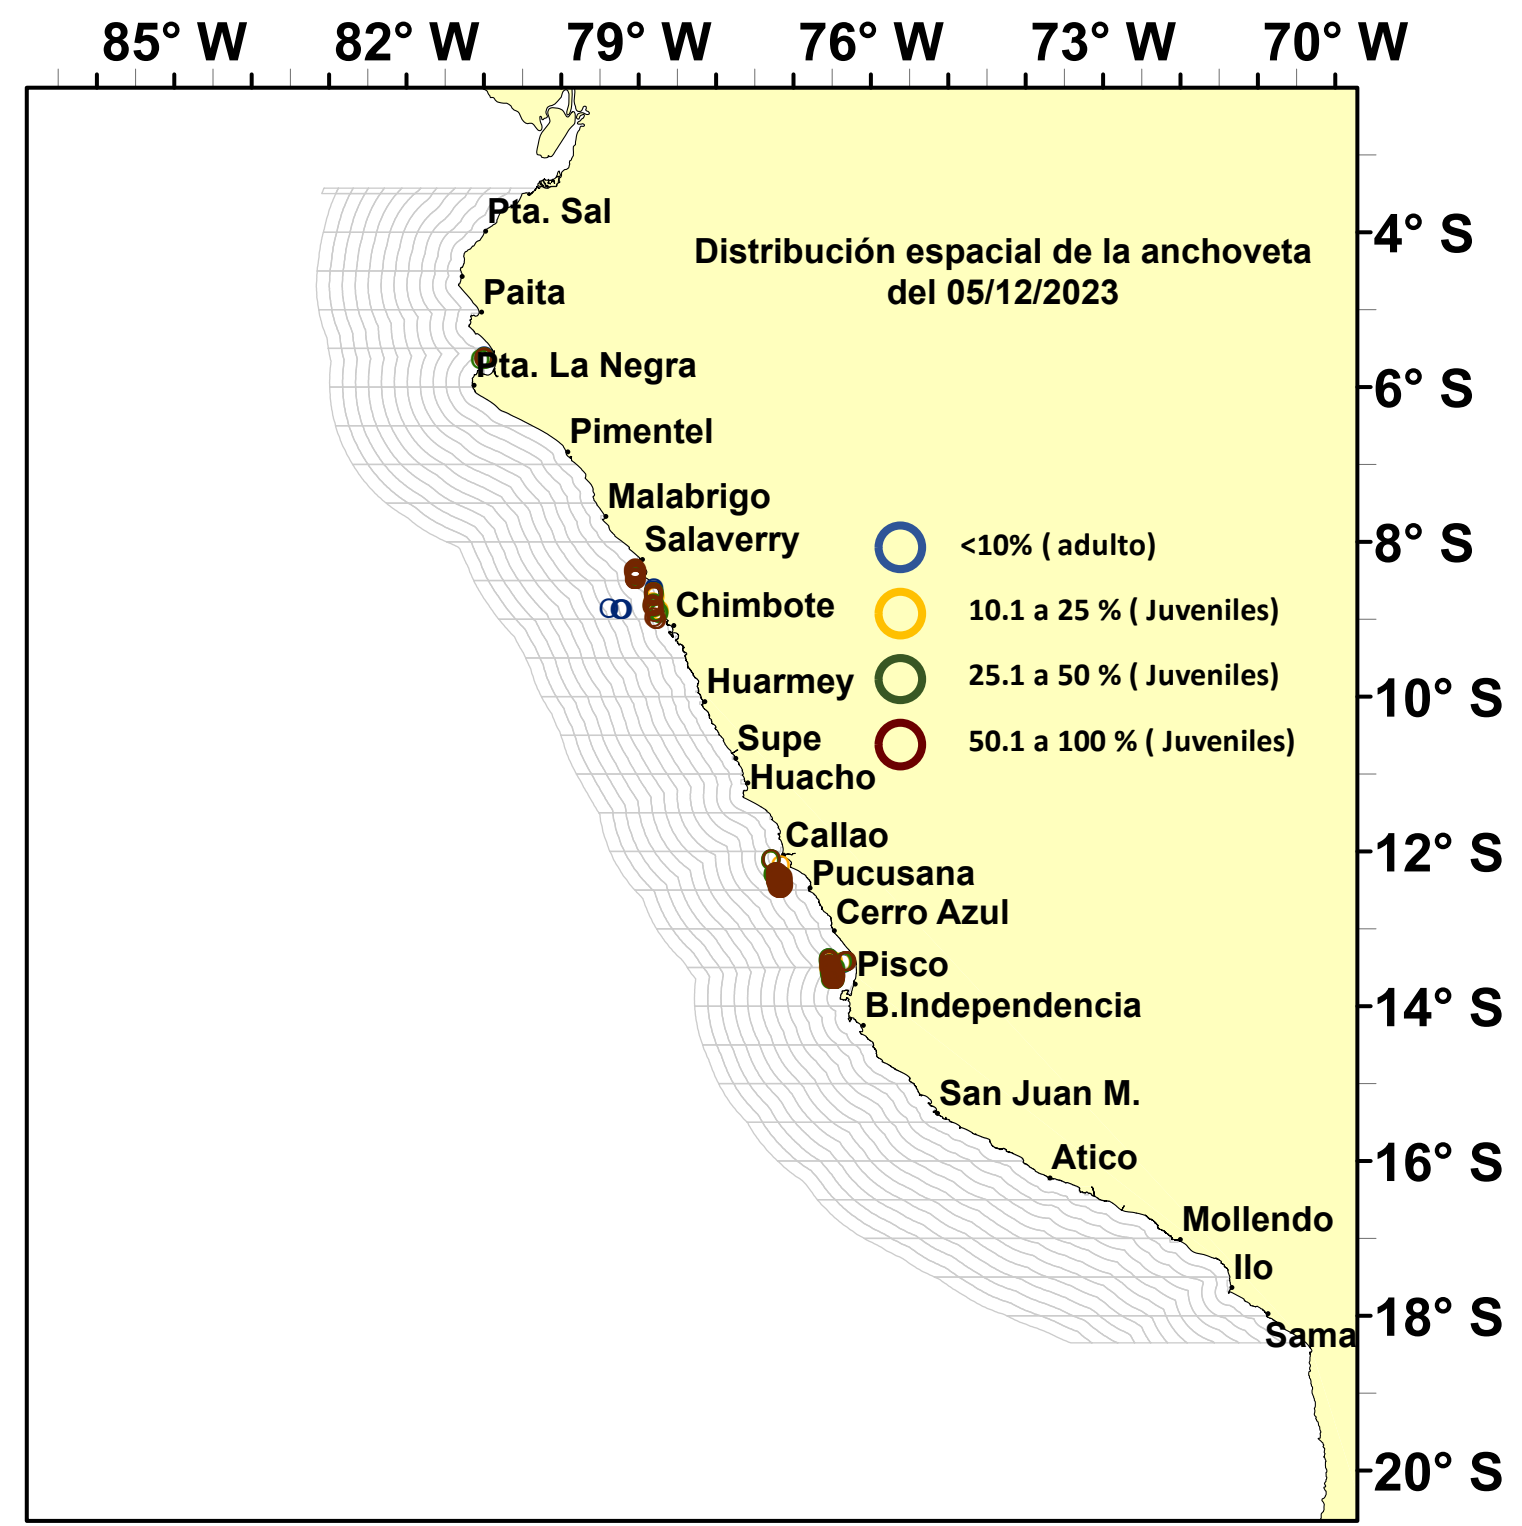 85° W 82° W 79° W 76° W 73° W 70° W
Pta. Sal
4° S
Distribución espacial de la anchoveta
del 05/12/2023
Paita
Pta. La Negra
6° S
Pimentel
Malabrigo
Salaverry
8° S
<10% ( adulto)
Chimbote
10.1 a 25 % ( Juveniles)
Huarmey
25.1 a 50 % ( Juveniles)
10° S
Supe
50.1 a 100 % ( Juveniles)
Huacho
Callao
12° S
Pucusana
Cerro Azul
Pisco
B.Independencia
14° S
San Juan M.
Atico
16° S
Mollendo
Ilo
18° S
Sama
20° S